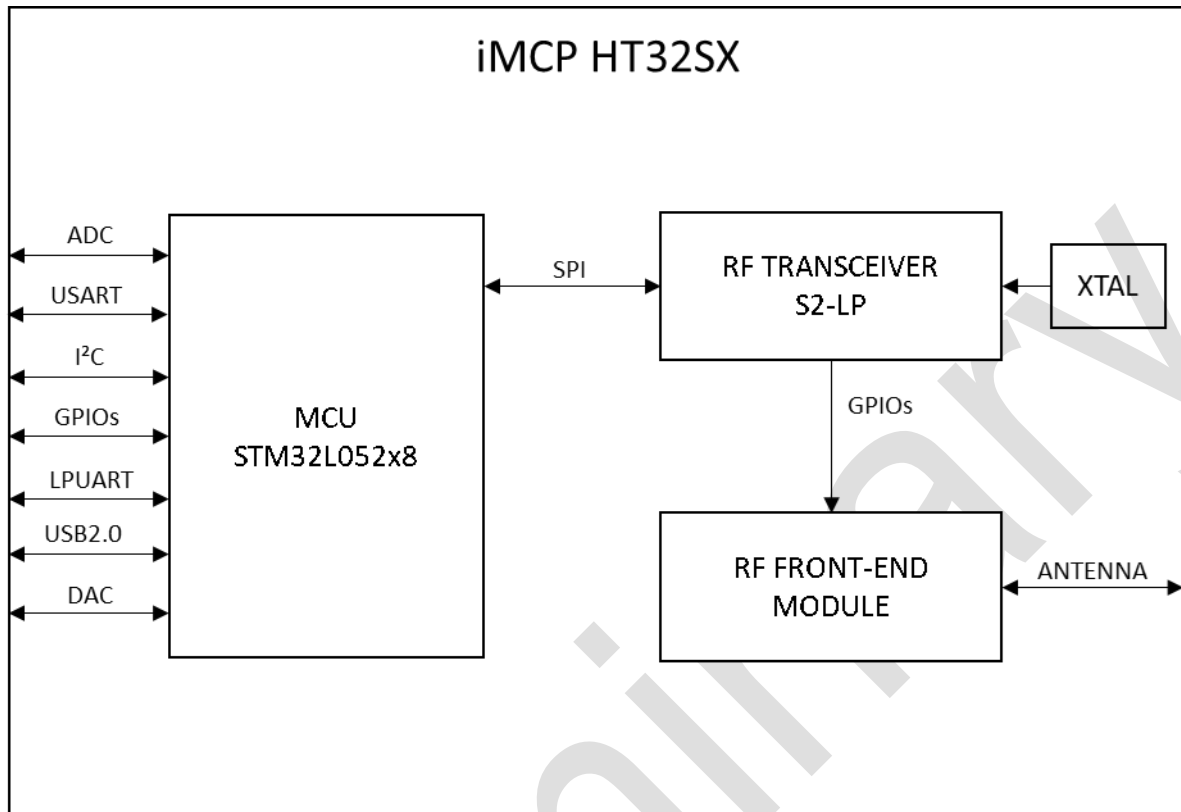 iMCP HT32SX
ADC
USART
I²C
GPIOs
LPUART
USB2.0
DAC
MCU
STM32L052x8
SPI
RF TRANSCEIVER
S2-LP
XTAL
GPIOs
RF FRONT-END
MODULE
ANTENNA